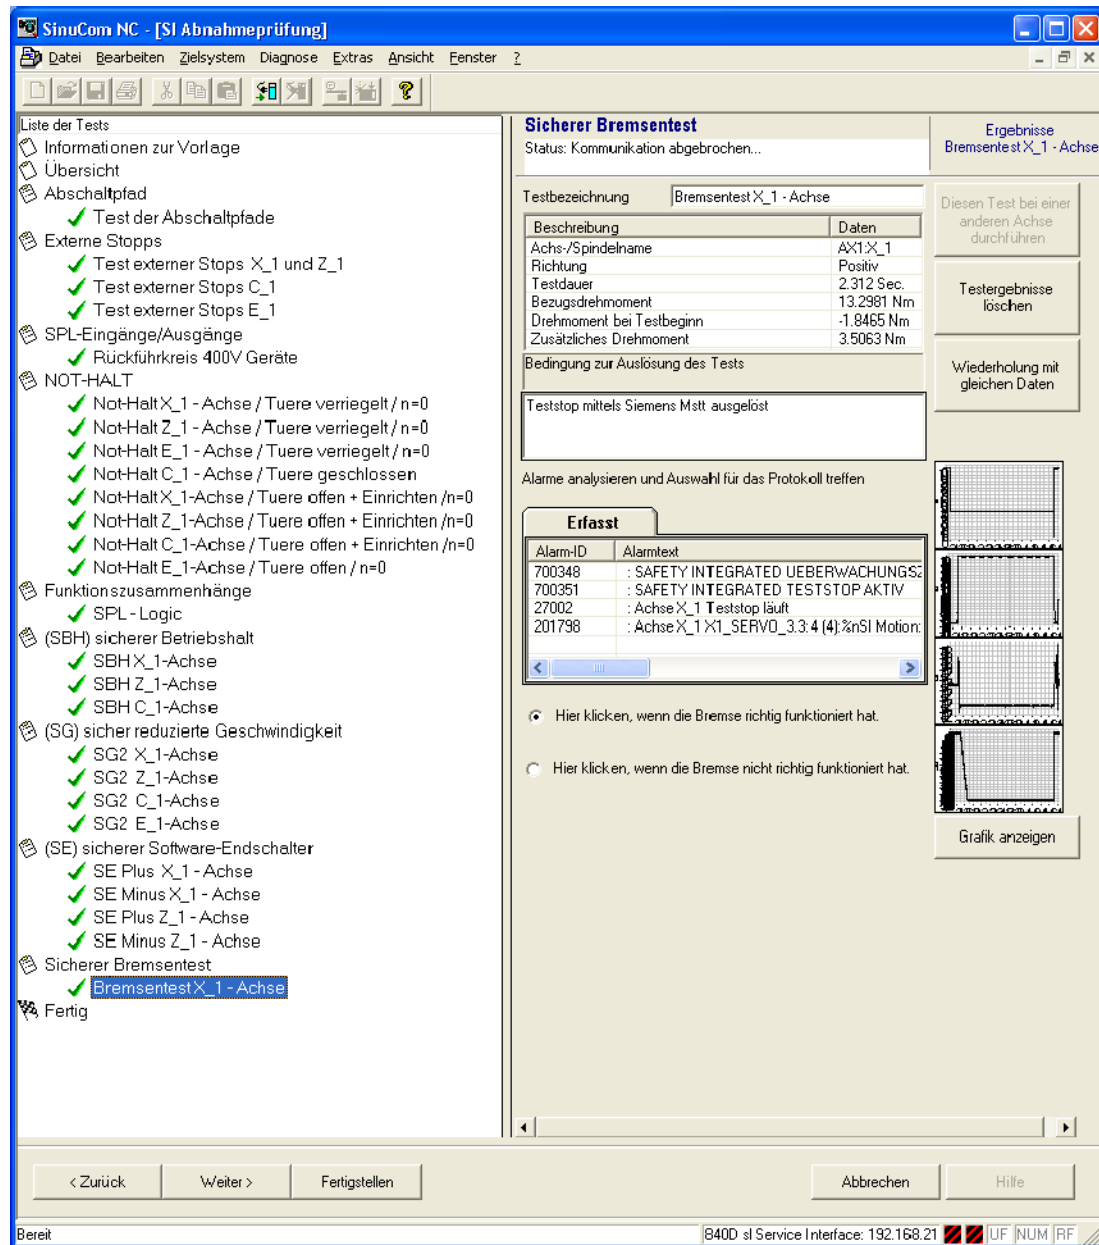 SinuCom NC - [SI Abnahmeprüfung]
Datei Bearbeiten Zielsystem Diagnose Extras Ansicht Fenster ?
Liste der Tests
Informationen zur Vorlage
Übersicht
Abschaltpfad
Test der Abschaltpfade
Externe Stopps
Test externer Stops X_1 und Z_1
Test externer Stops C_1
Test externer Stops E_1
SPL-Eingänge/Ausgänge
Rückführkreis 400V Geräte
NOT-HALT
Not-Halt X_1 - Achse / Tuere verriegelt / n=0
Not-Halt Z_1 - Achse / Tuere verriegelt / n=0
Not-Halt E_1 - Achse / Tuere verriegelt / n=0
Not-Halt C_1 - Achse / Tuere geschlossen
Not-Halt X_1-Achse / Tuere offen + Einrichten /n=0
Not-Halt Z_1-Achse / Tuere offen + Einrichten /n=0
Not-Halt C_1-Achse / Tuere offen + Einrichten /n=0
Not-Halt E_1-Achse / Tuere offen / n=0
Funktionszusammenhänge
SPL - Logic
(SBH) sicherer Betriebshalt
SBH X_1-Achse
SBH Z_1-Achse
SBH C_1-Achse
(SG) sicher reduzierte Geschwindigkeit
SG2 X_1-Achse
SG2 Z_1-Achse
SG2 C_1-Achse
SG2 E_1-Achse
(SE) sicherer Software-Endschalter
SE Plus X_1 - Achse
SE Minus X_1 - Achse
SE Plus Z_1 - Achse
SE Minus Z_1 - Achse
Sicherer Bremsentest
Bremsentest X_1 - Achse
Fertig
Sicherer Bremsentest
Status: Kommunikation abgebrochen...
Ergebnisse
Bremsentest X_1 - Achse
Testbezeichnung Bremsentest X_1 - Achse
Beschreibung Daten
Achs-/Spindelname AX1:X_1
Richtung Positiv
Testdauer 2.312 Sec.
Bezugsdrehmoment 13.2981 Nm
Drehmoment bei Testbeginn -1.8465 Nm
Zusätzliches Drehmoment 3.5063 Nm
Bedingung zur Auslösung des Tests
Teststop mittels Siemens Mstt ausgelöst
Alarme analysieren und Auswahl für das Protokoll treffen
Erfasst
Alarm-ID Alarmtext
700348 : SAFETY INTEGRATED UEBERWACHUNGSZ
700351 : SAFETY INTEGRATED TESTSTOP AKTIV
27002 : Achse X_1 Teststop läuft
201798 : Achse X_1 X1_SERVO_3.3:4 (4):%nSI Motion:
Hier klicken, wenn die Bremse richtig funktioniert hat.
Hier klicken, wenn die Bremse nicht richtig funktioniert hat.
Diesen Test bei einer
anderen Achse
durchführen
Testergebnisse
löschen
Wiederholung mit
gleichen Daten
Grafik anzeigen
< Zurück Weiter > Fertigstellen Abbrechen Hilfe
Bereit 840D sl Service Interface: 192.168.21 UF NUM RF